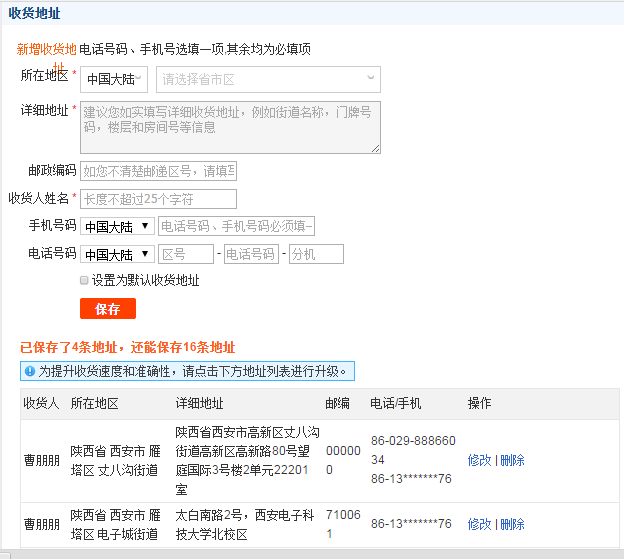 收货地址
新增收货地址 电话号码、手机号选填一项,其余均为必填项
所在地区 * 中国大陆 请选择省市区
详细地址 * 建议您如实填写详细收货地址，例如街道名称，门牌号
码，楼层和房间号等信息
邮政编码 如您不清楚邮递区号，请填写
收货人姓名 * 长度不超过25个字符
手机号码 中国大陆 ▼ 电话号码、手机号码必须填一
电话号码 中国大陆 ▼ 区号 - 电话号码 - 分机
设置为默认收货地址
保存
已保存了4条地址，还能保存16条地址
为提升收货速度和准确性，请点击下方地址列表进行升级。
收货人 所在地区 详细地址 邮编 电话/手机 操作
曹朋朋 陕西省 西安市 雁
塔区 丈八沟街道 陕西省西安市高新区丈八沟
街道高新区高新路80号望
庭国际3号楼2单元22201
室 00000
0 86-029-888660
34
86-13*******76 修改 | 删除
曹朋朋 陕西省 西安市 雁
塔区 电子城街道 太白南路2号，西安电子科
技大学北校区 71006
1 86-13*******76 修改 | 删除